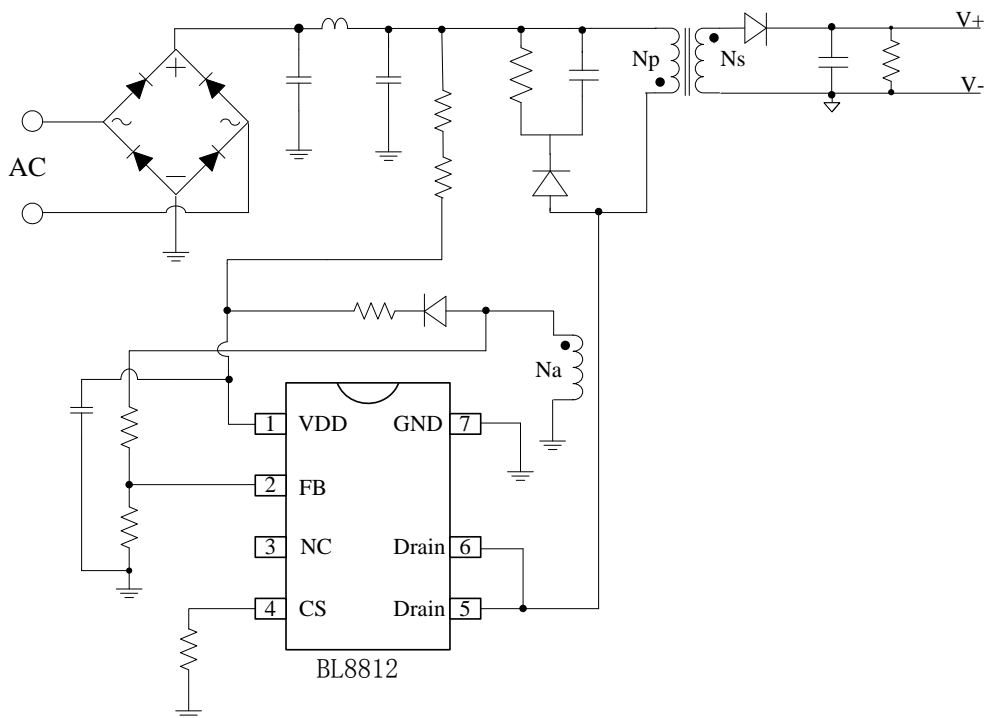 V+
+
Np
Ns
~
~
V-
AC
−
Na
1
VDD
GND
7
2
FB
3
NC
Drain
6
4
CS
Drain
5
BL8812